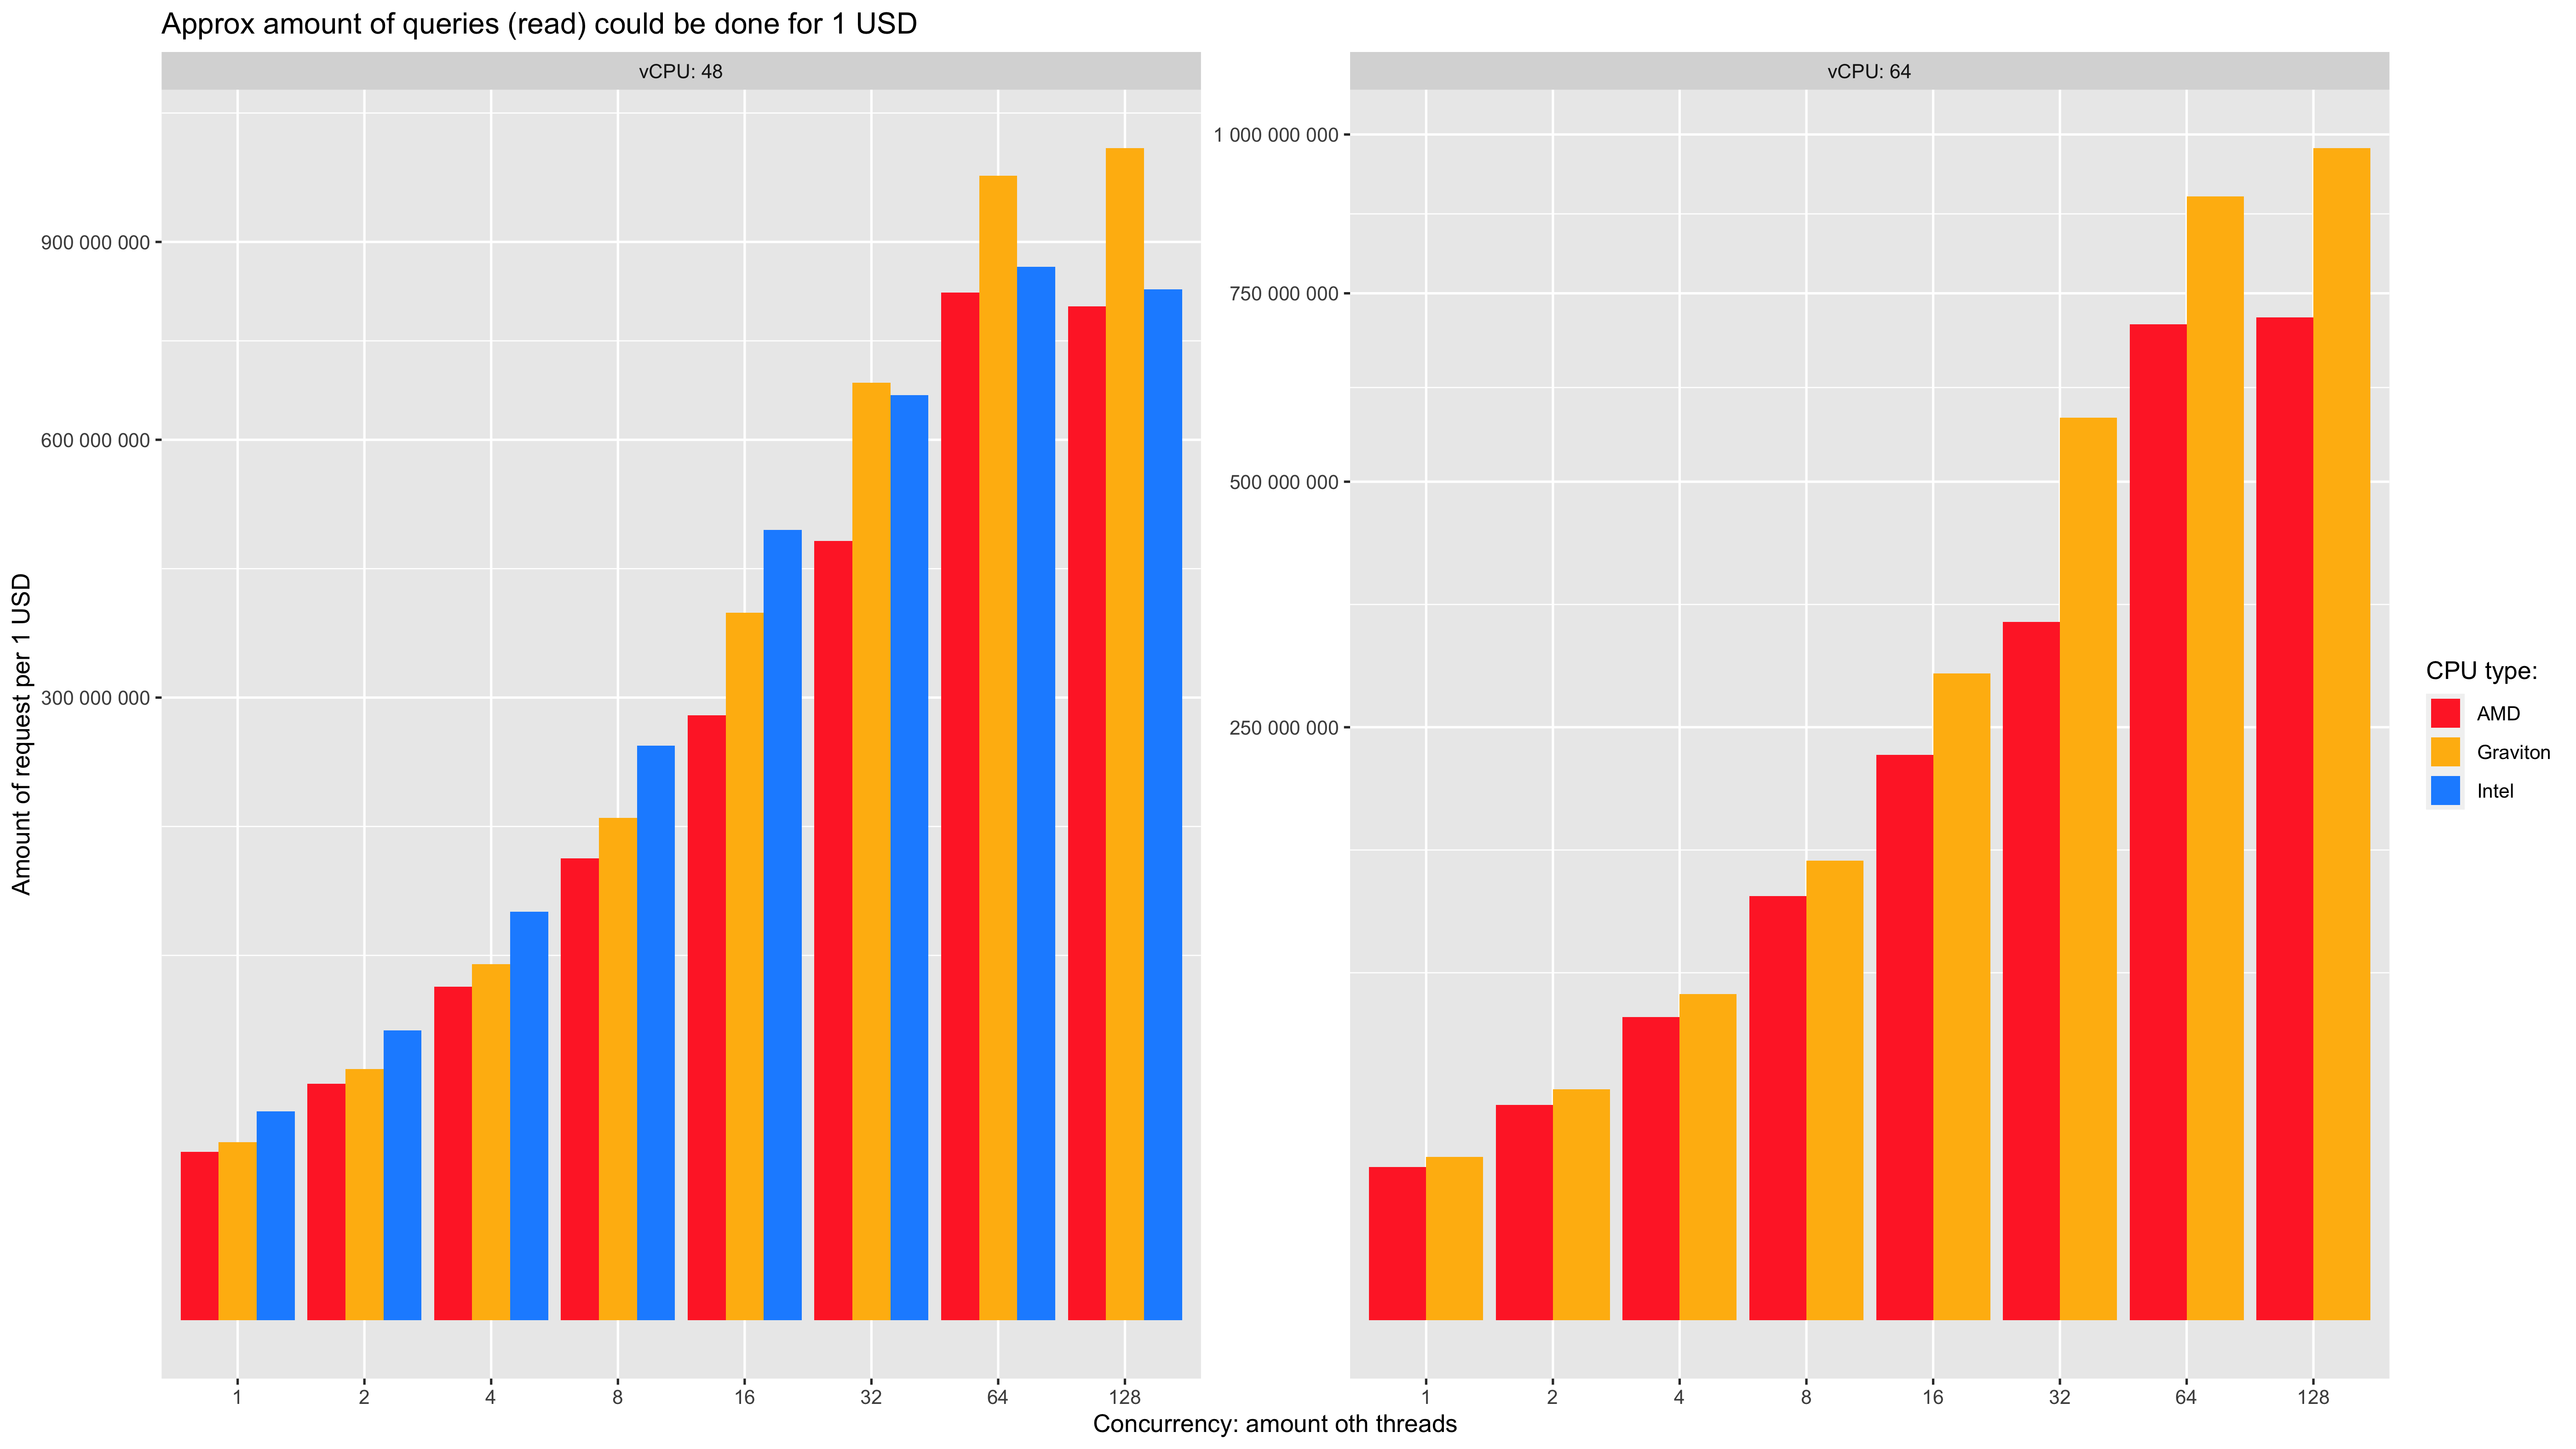 Approx amount of queries (read) could be done for 1 USD
vCPU: 48
vCPU: 64
Amount of request per 1 USD
900 000 000
600 000 000
300 000 000
1 000 000 000
750 000 000
500 000 000
250 000 000
1 2 4 8 16 32 64 128
1 2 4 8 16 32 64 128
Concurrency: amount oth threads
CPU type:
AMD
Graviton
Intel